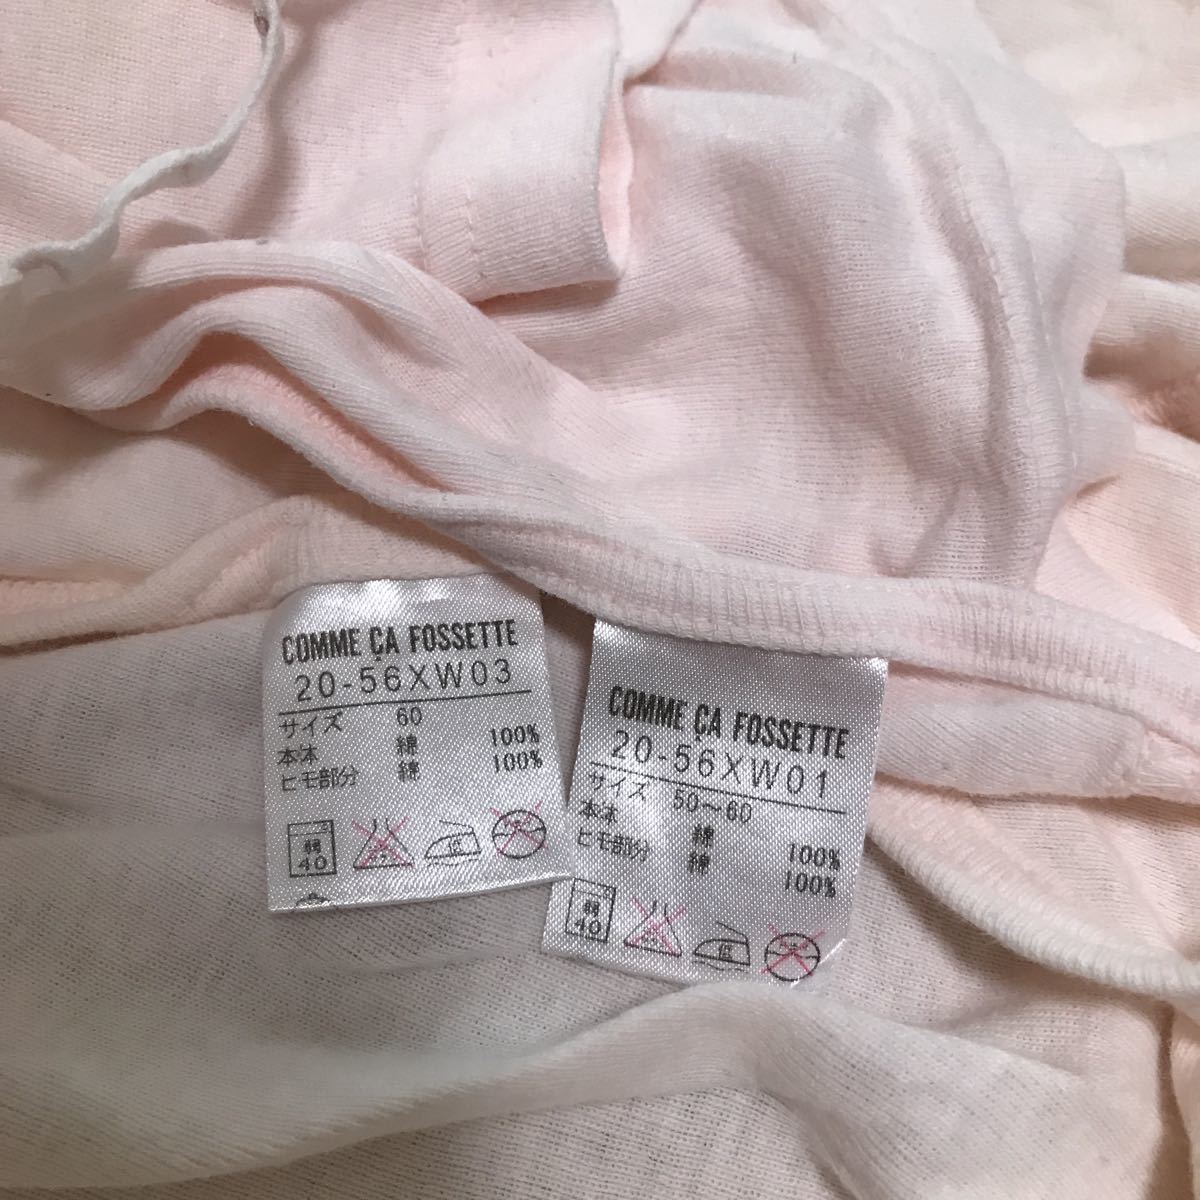 COMME ÇA FOSSETTE
20-56XW03
サイズ 60
本体 綿 100%
ヒモ部分 綿 100%
40
低
COMME ÇA FOSSETTE
20-56XW01
サイズ 50〜60
本体 綿 100%
ヒモ部分 綿 100%
40
低